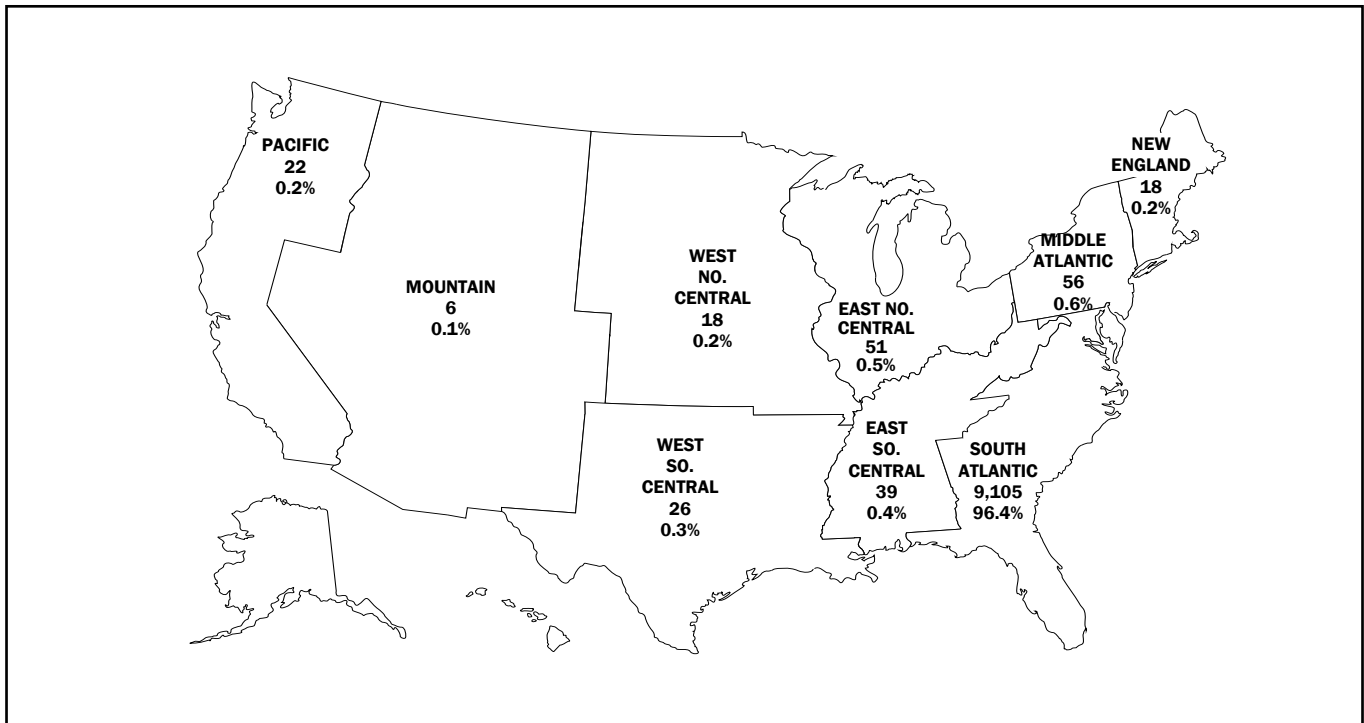 PACIFIC
22
0.2%
MOUNTAIN
6
0.1%
WEST
NO.
CENTRAL
18
0.2%
EAST NO.
CENTRAL
51
0.5%
NEW
ENGLAND
18
0.2%
MIDDLE
ATLANTIC
56
0.6%
WEST
SO.
CENTRAL
26
0.3%
EAST
SO.
CENTRAL
39
0.4%
SOUTH
ATLANTIC
9,105
96.4%